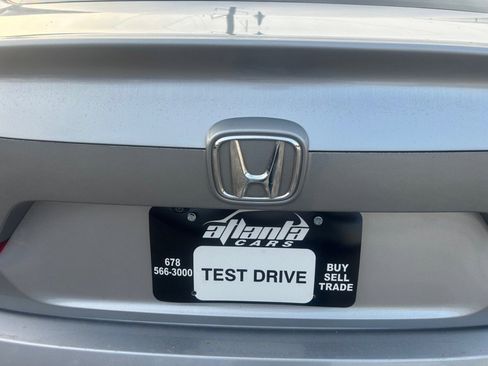 atlanta
CARS
678
566-3000
TEST DRIVE
BUY
SELL
TRADE